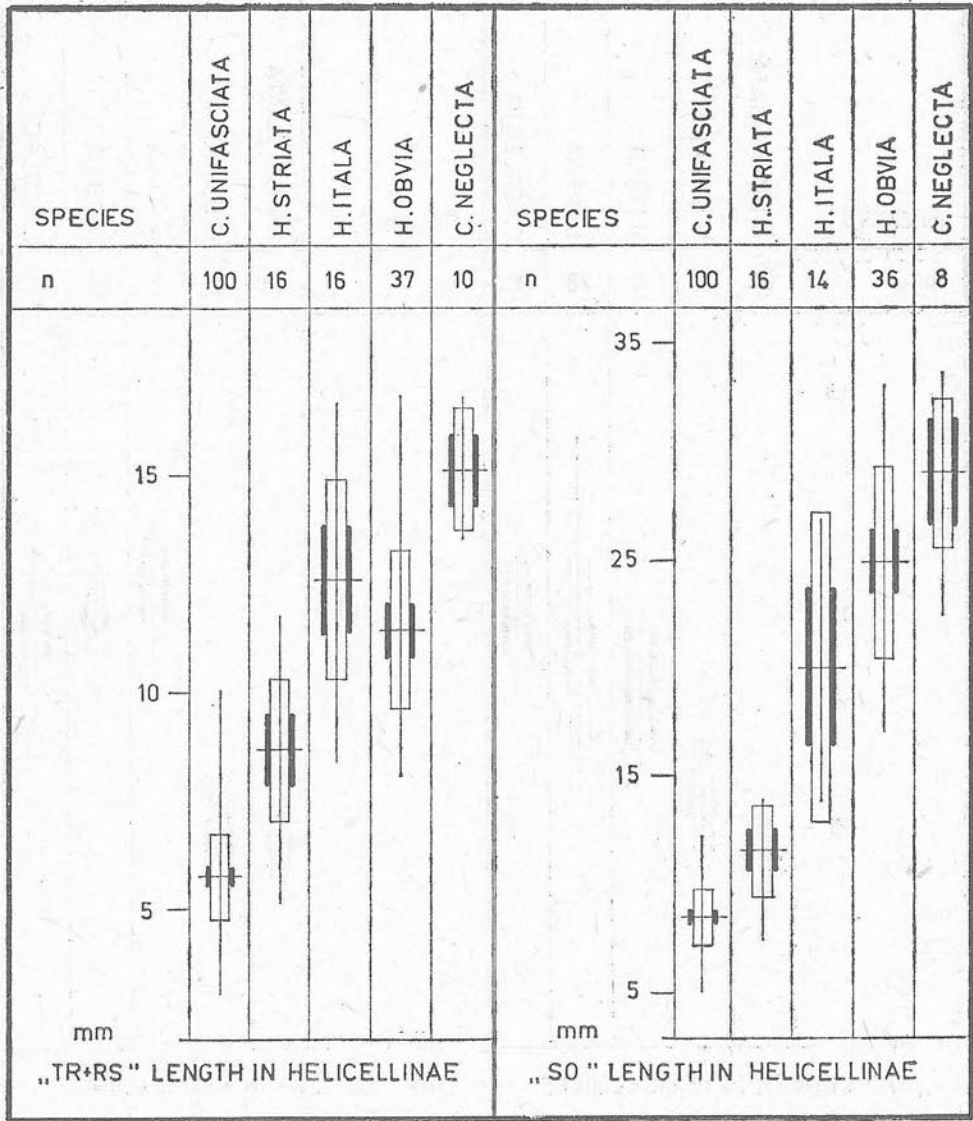 SPECIES C. UNIFASCIATA H. STRIATA H. ITALA H. OBVIA C. NEGLECTA
n 100 16 16 37 10
15
10
5
mm
„TR+RS" LENGTH IN HELICELLINAE
SPECIES C. UNIFASCIATA H. STRIATA H. ITALA H. OBVIA C. NEGLECTA
n 100 16 14 36 8
35
25
15
5
mm
„SO" LENGTH IN HELICELLINAE